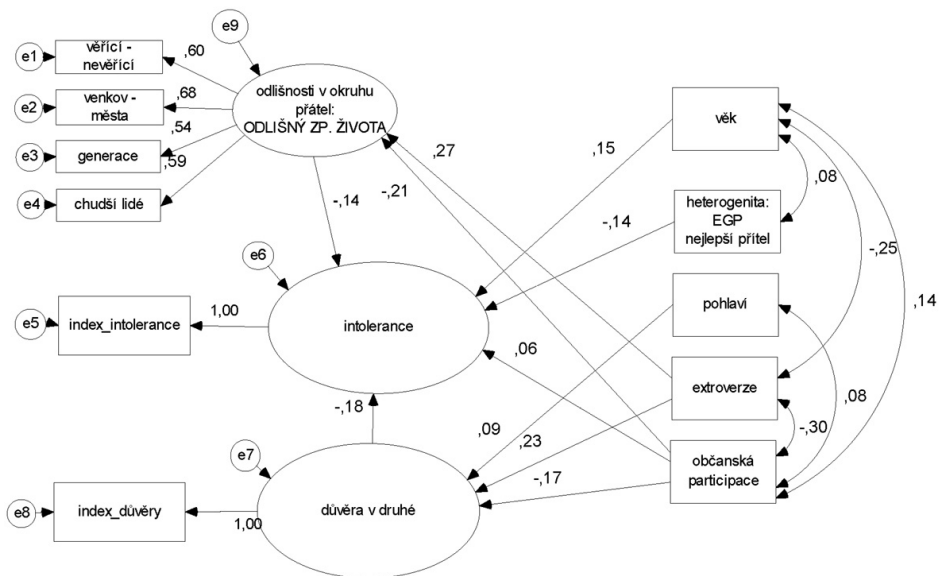 e9
e1
věřící -
nevěřící
,60
e2
venkov -
města
,68
e3
generace
,54
e4
chudší lidé
,59
odlišnosti v okruhu
přátel:
ODLIŠNÝ ZP. ŽIVOTA
-,14
-,21
,27
,15
-,14
věk
heterogenita:
EGP
nejlepší přítel
,08
-,25
,14
e6
e5
index_intolerance
1,00
intolerance
,06
pohlaví
extroverze
,08
-,30
občanská
participace
-,18
,09
,23
-,17
e7
e8
index_důvěry
1,00
důvěra v druhé